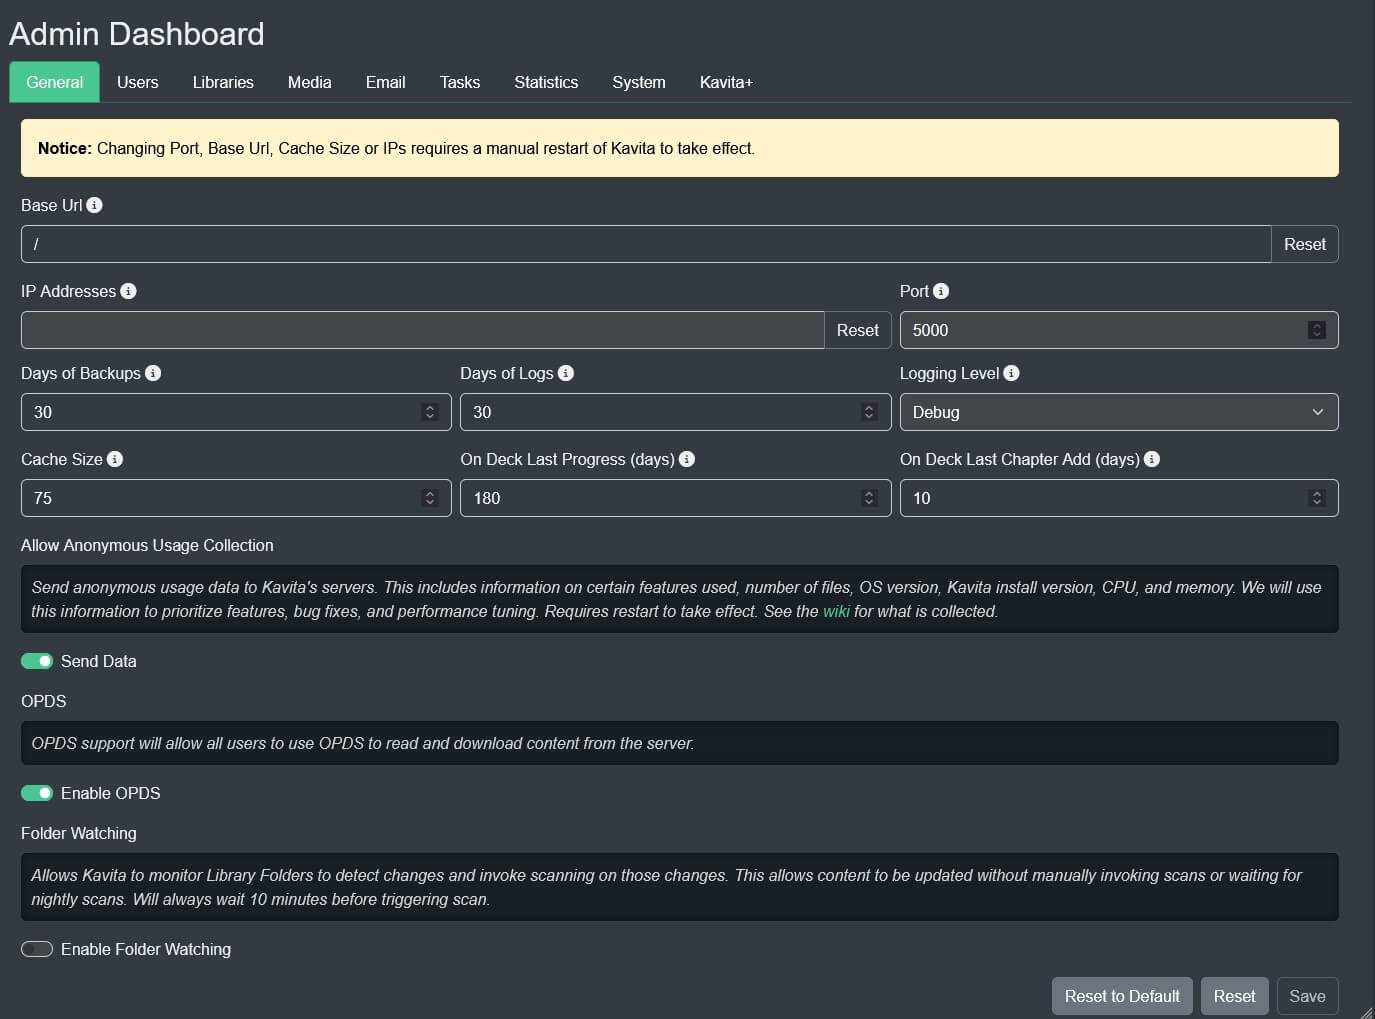 Admin Dashboard
General Users Libraries Media Email Tasks Statistics System Kavita+
Notice: Changing Port, Base Url, Cache Size or IPs requires a manual restart of Kavita to take effect.
Base Url
/ Reset
IP Addresses Port
Reset 5000
Days of Backups Days of Logs Logging Level
30 30 Debug
Cache Size On Deck Last Progress (days) On Deck Last Chapter Add (days)
75 180 10
Allow Anonymous Usage Collection
Send anonymous usage data to Kavita's servers. This includes information on certain features used, number of files, OS version, Kavita install version, CPU, and memory. We will use
this information to prioritize features, bug fixes, and performance tuning. Requires restart to take effect. See the wiki for what is collected.
Send Data
OPDS
OPDS support will allow all users to use OPDS to read and download content from the server.
Enable OPDS
Folder Watching
Allows Kavita to monitor Library Folders to detect changes and invoke scanning on those changes. This allows content to be updated without manually invoking scans or waiting for
nightly scans. Will always wait 10 minutes before triggering scan.
Enable Folder Watching
Reset to Default Reset Save